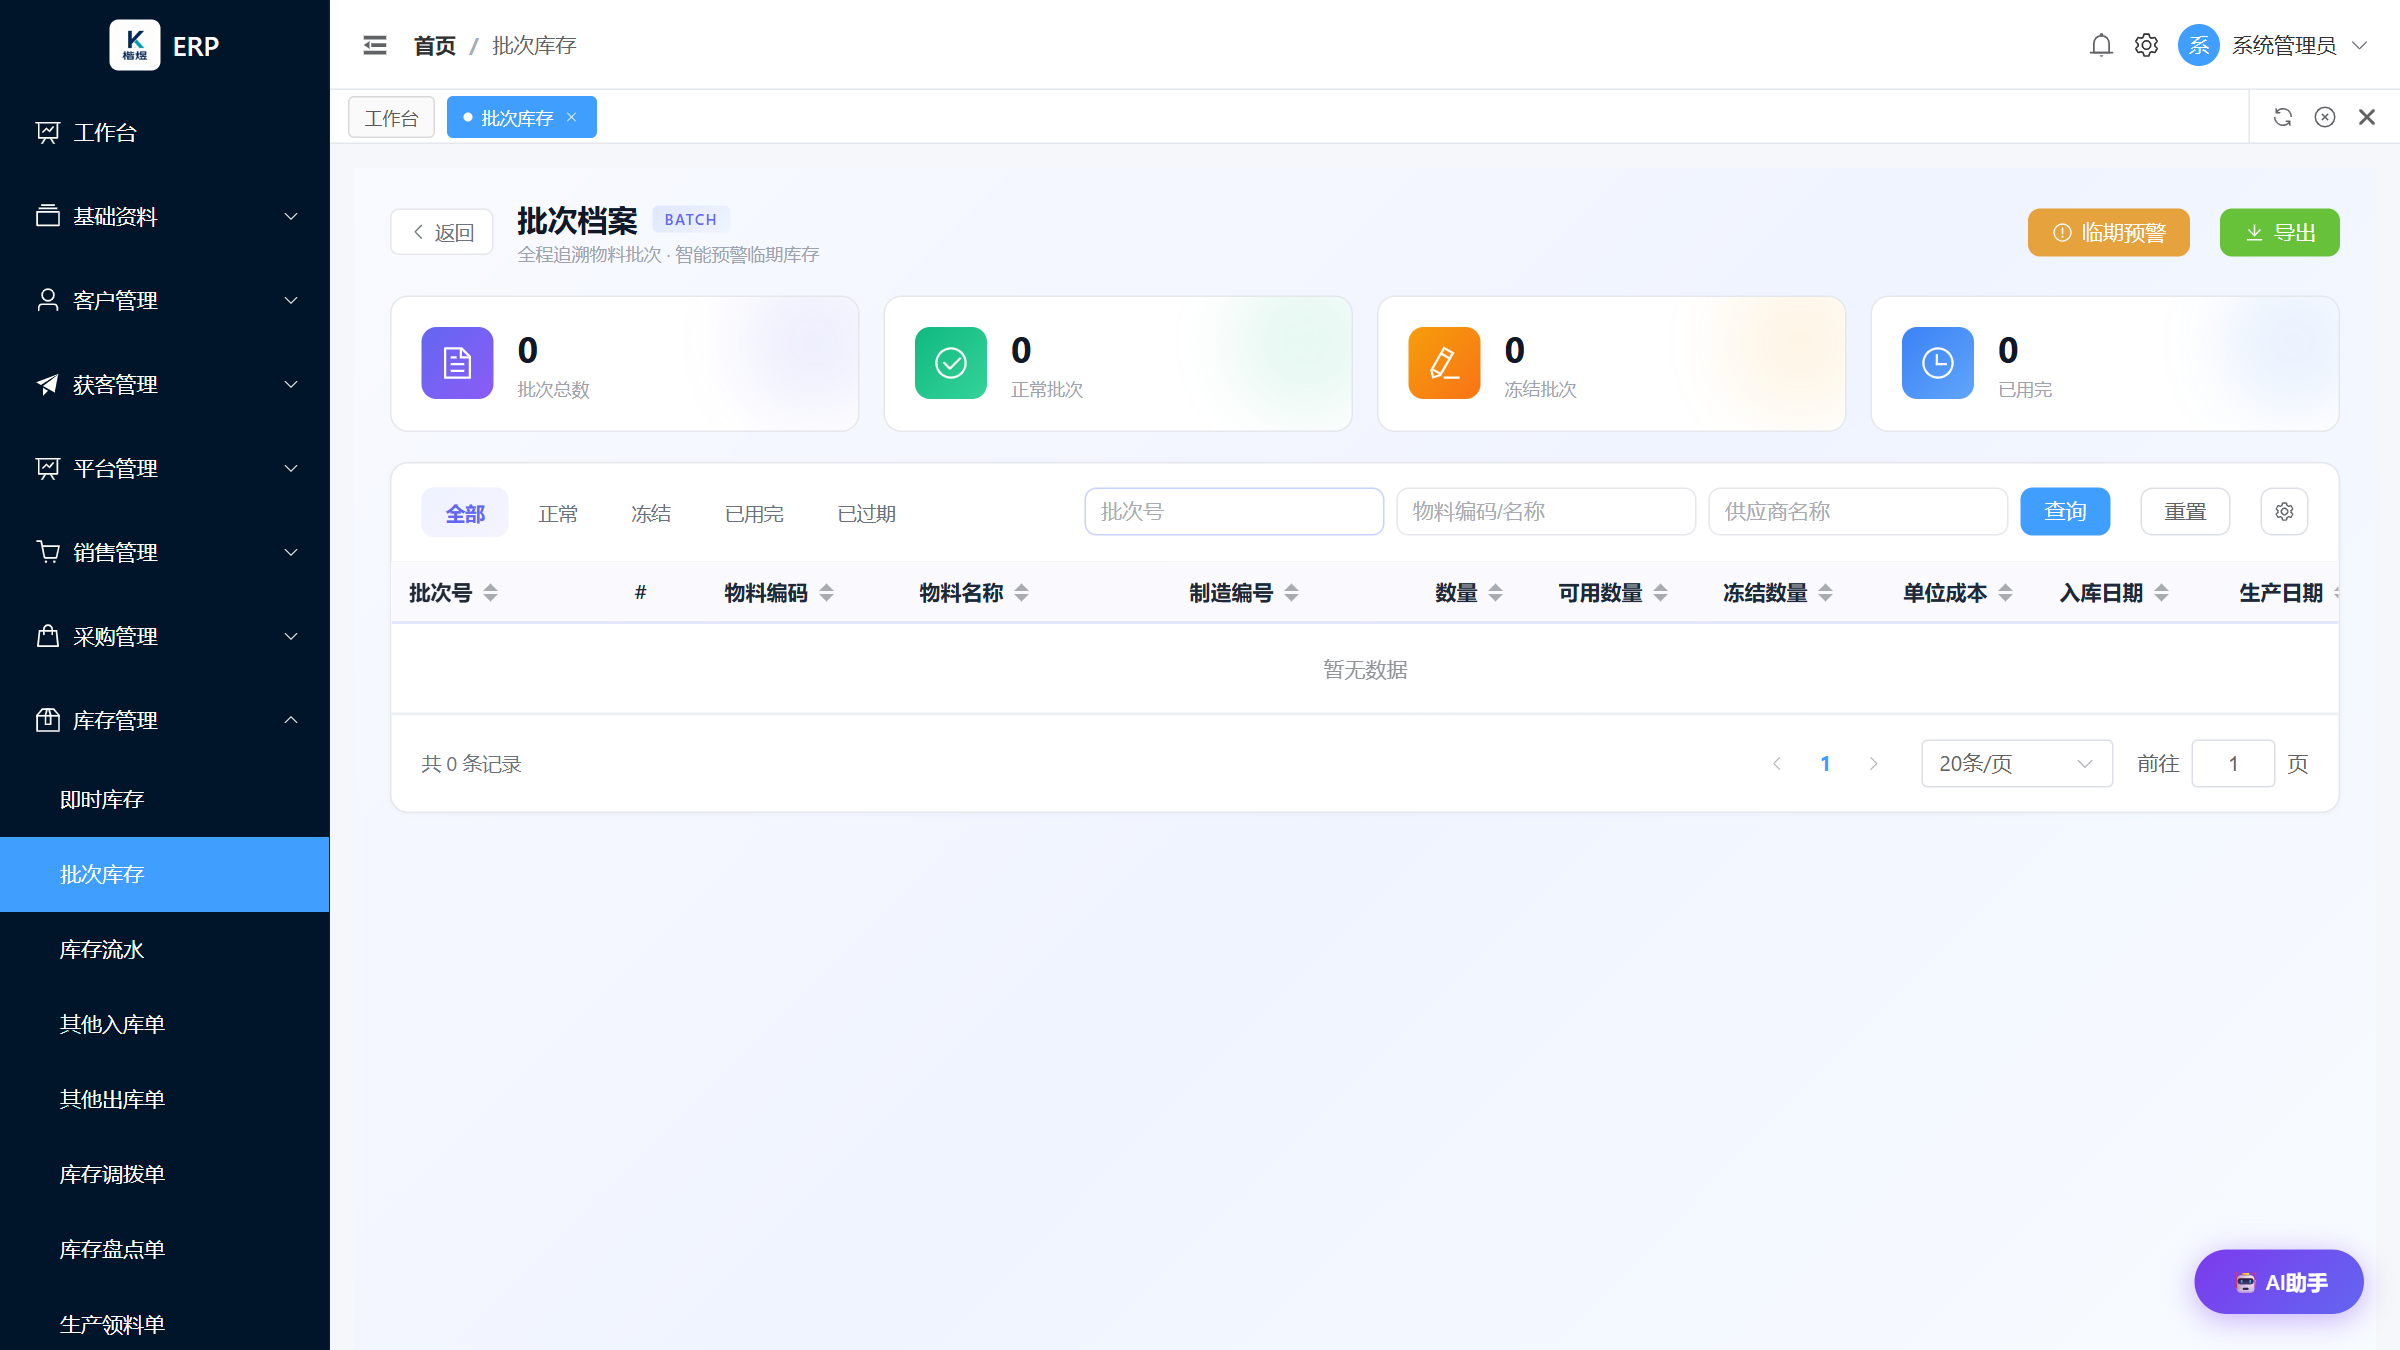 K
楷煜
ERP
工作台
基础资料
客户管理
获客管理
平台管理
销售管理
采购管理
库存管理
即时库存
批次库存
库存流水
其他入库单
其他出库单
库存调拨单
库存盘点单
生产领料单
首页 / 批次库存
系 系统管理员
工作台
批次库存
返回
批次档案 BATCH
全程追溯物料批次 · 智能预警临期库存
临期预警
导出
0
批次总数
0
正常批次
0
冻结批次
0
已用完
全部 正常 冻结 已用完 已过期
批次号 物料编码/名称 供应商名称 查询 重置
批次号 # 物料编码 物料名称 制造编号 数量 可用数量 冻结数量 单位成本 入库日期 生产日期
暂无数据
共 0 条记录
1 20条/页 前往 1 页
AI助手